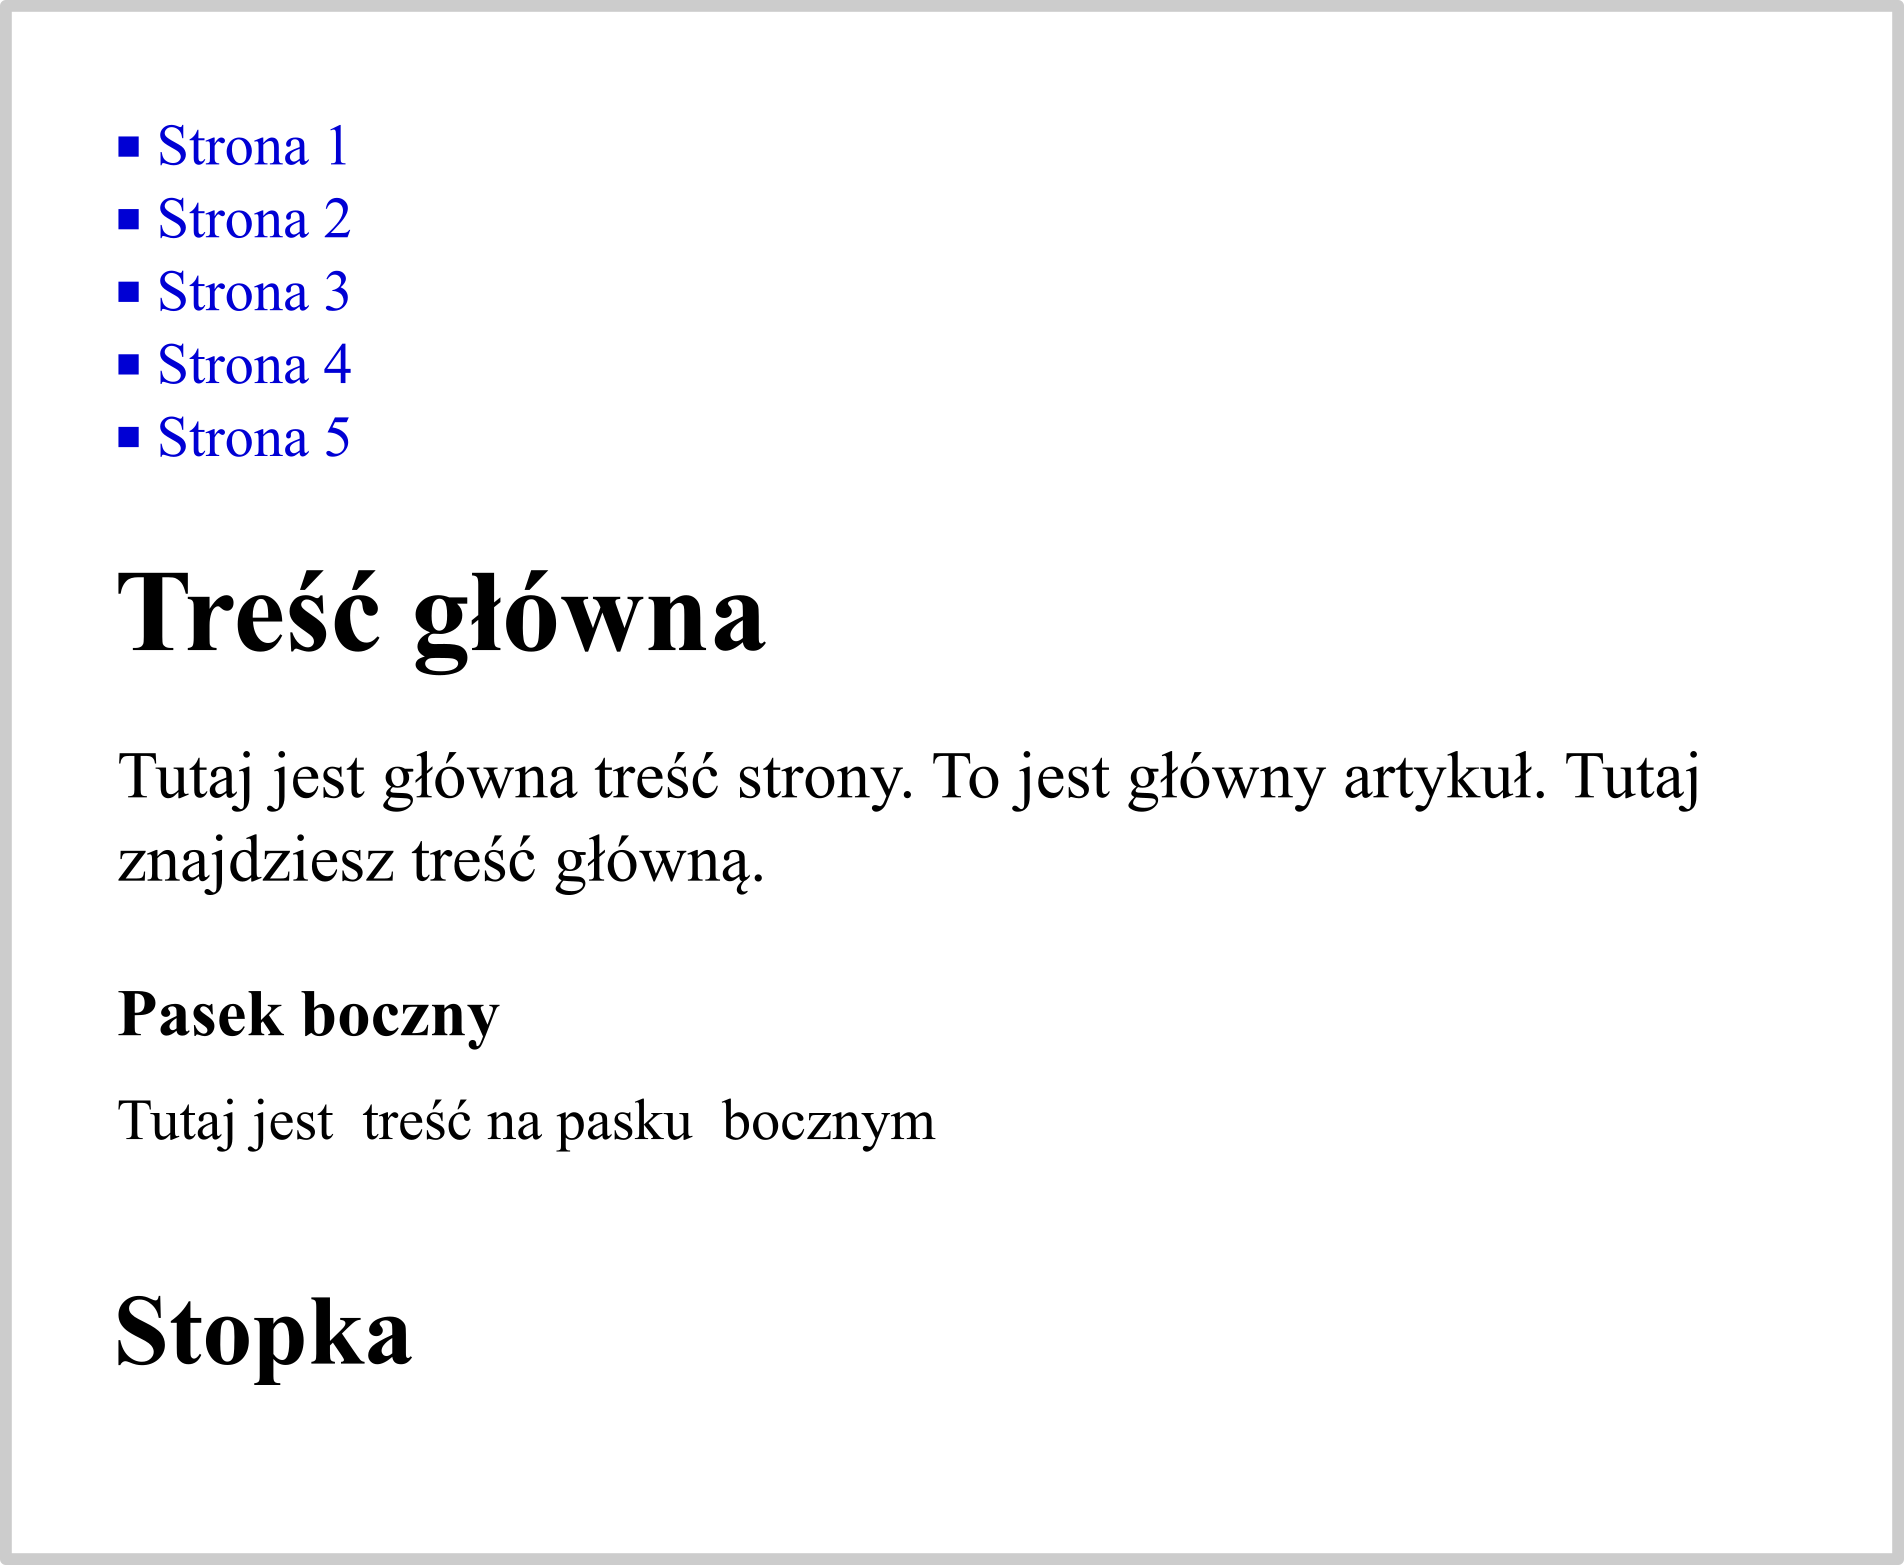 Strona 1
Strona 2
Strona 3
Strona 4
Strona 5
Treść główna
Tutaj jest główna treść strony. To jest główny artykuł. Tutaj
znajdziesz treść główną.
Pasek boczny
Tutaj jest  treść na pasku  bocznym
Stopka